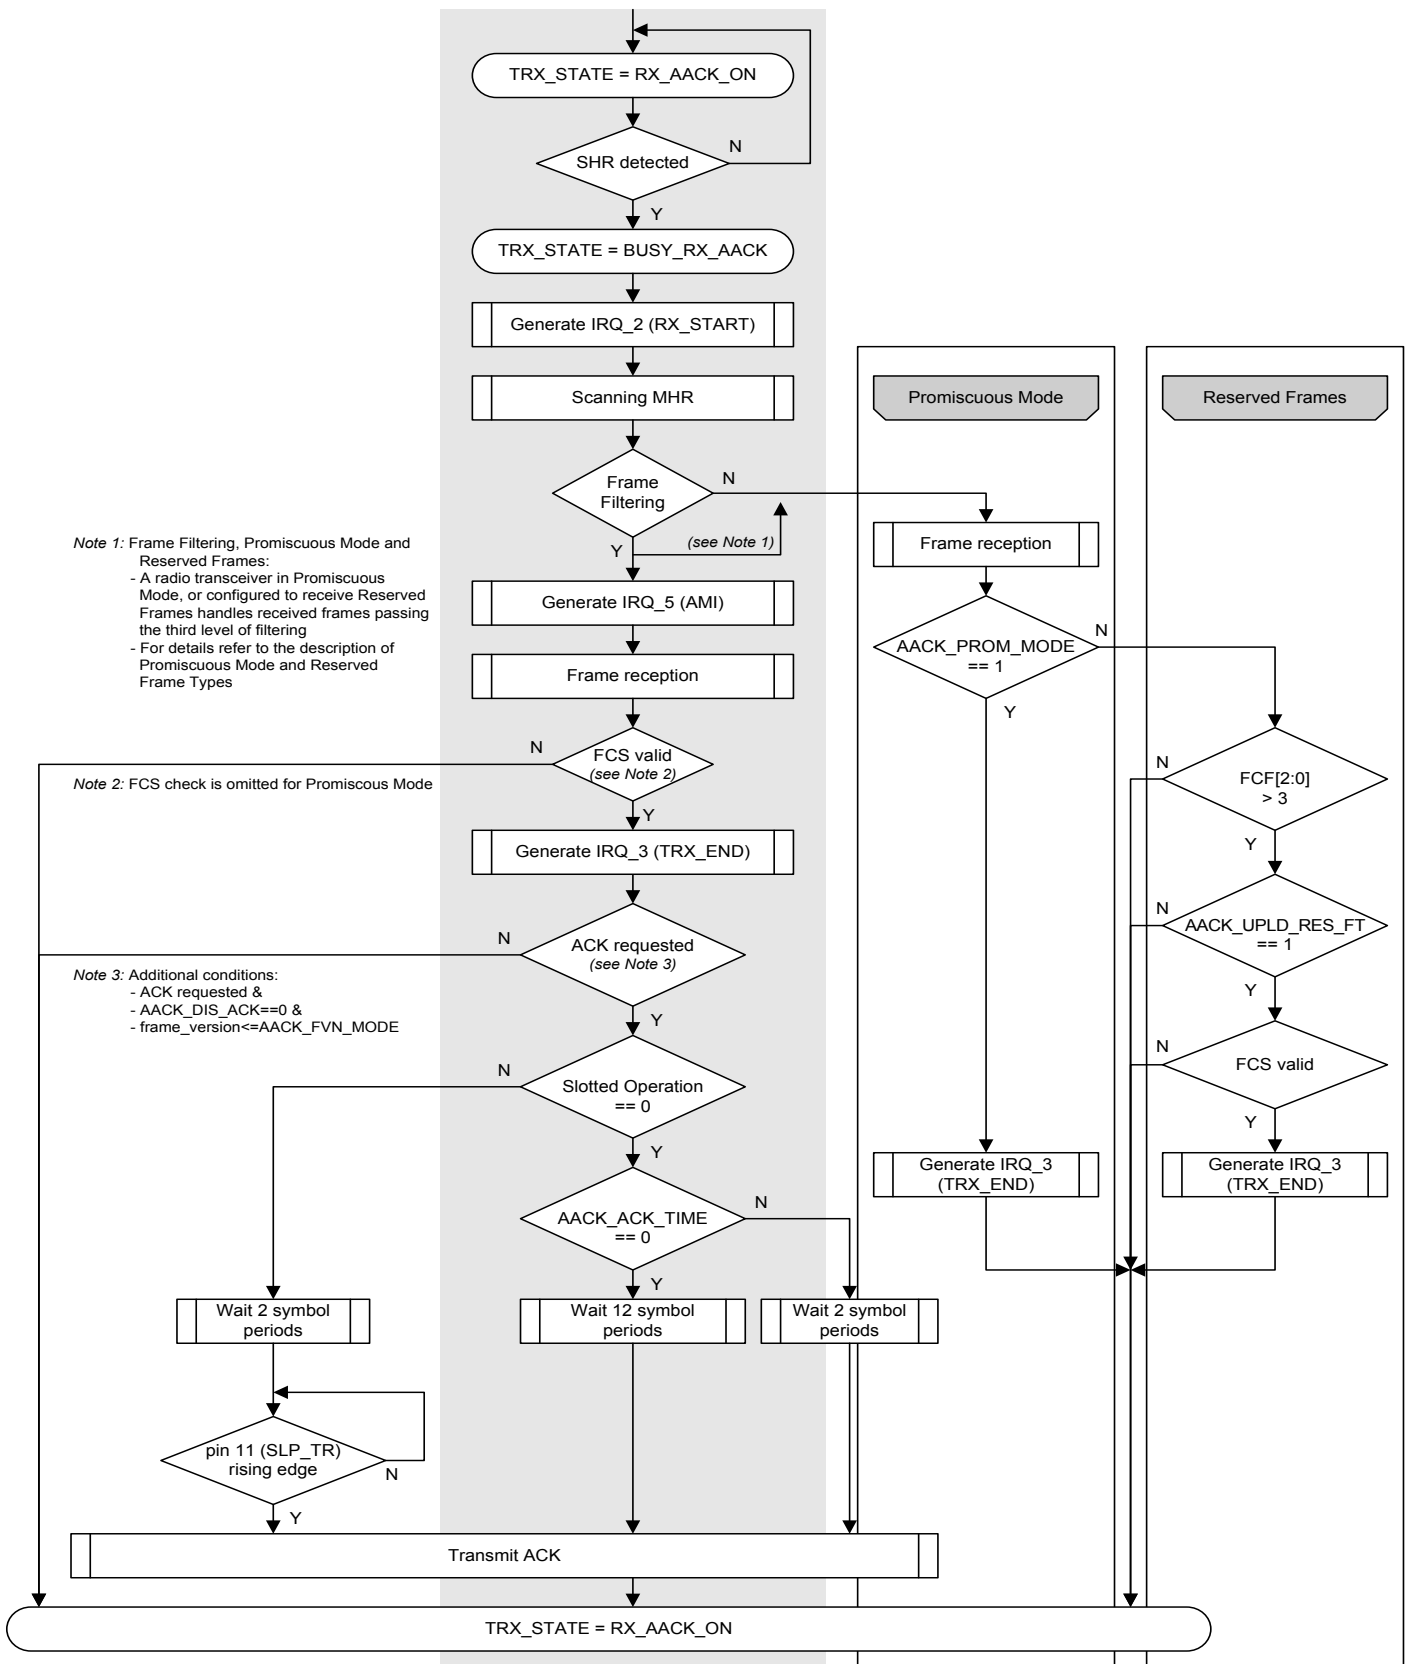 TRX_STATE = RX_AACK_ON
SHR detected
N
Y
TRX_STATE = BUSY_RX_AACK
Generate IRQ_2 (RX_START)
Scanning MHR
Promiscuous Mode
Reserved Frames
Frame
Filtering
N
Y
(see Note 1)
Frame reception
Note 1: Frame Filtering, Promiscuous Mode and
Reserved Frames:
- A radio transceiver in Promiscuous
Mode, or configured to receive Reserved
Frames handles received frames passing
the third level of filtering
- For details refer to the description of
Promiscuous Mode and Reserved
Frame Types
Generate IRQ_5 (AMI)
AACK_PROM_MODE
== 1
N
Y
Frame reception
FCS valid
(see Note 2)
N
Y
Note 2: FCS check is omitted for Promiscous Mode
FCF[2:0]
> 3
N
Y
Generate IRQ_3 (TRX_END)
ACK requested
(see Note 3)
N
Y
AACK_UPLD_RES_FT
== 1
N
Y
Note 3: Additional conditions:
- ACK requested &
- AACK_DIS_ACK==0 &
- frame_version<=AACK_FVN_MODE
Slotted Operation
== 0
N
Y
FCS valid
N
Y
AACK_ACK_TIME
== 0
N
Y
Generate IRQ_3
(TRX_END)
Generate IRQ_3
(TRX_END)
Wait 2 symbol
periods
Wait 12 symbol
periods
Wait 2 symbol
periods
pin 11 (SLP_TR)
rising edge
N
Y
Transmit ACK
TRX_STATE = RX_AACK_ON